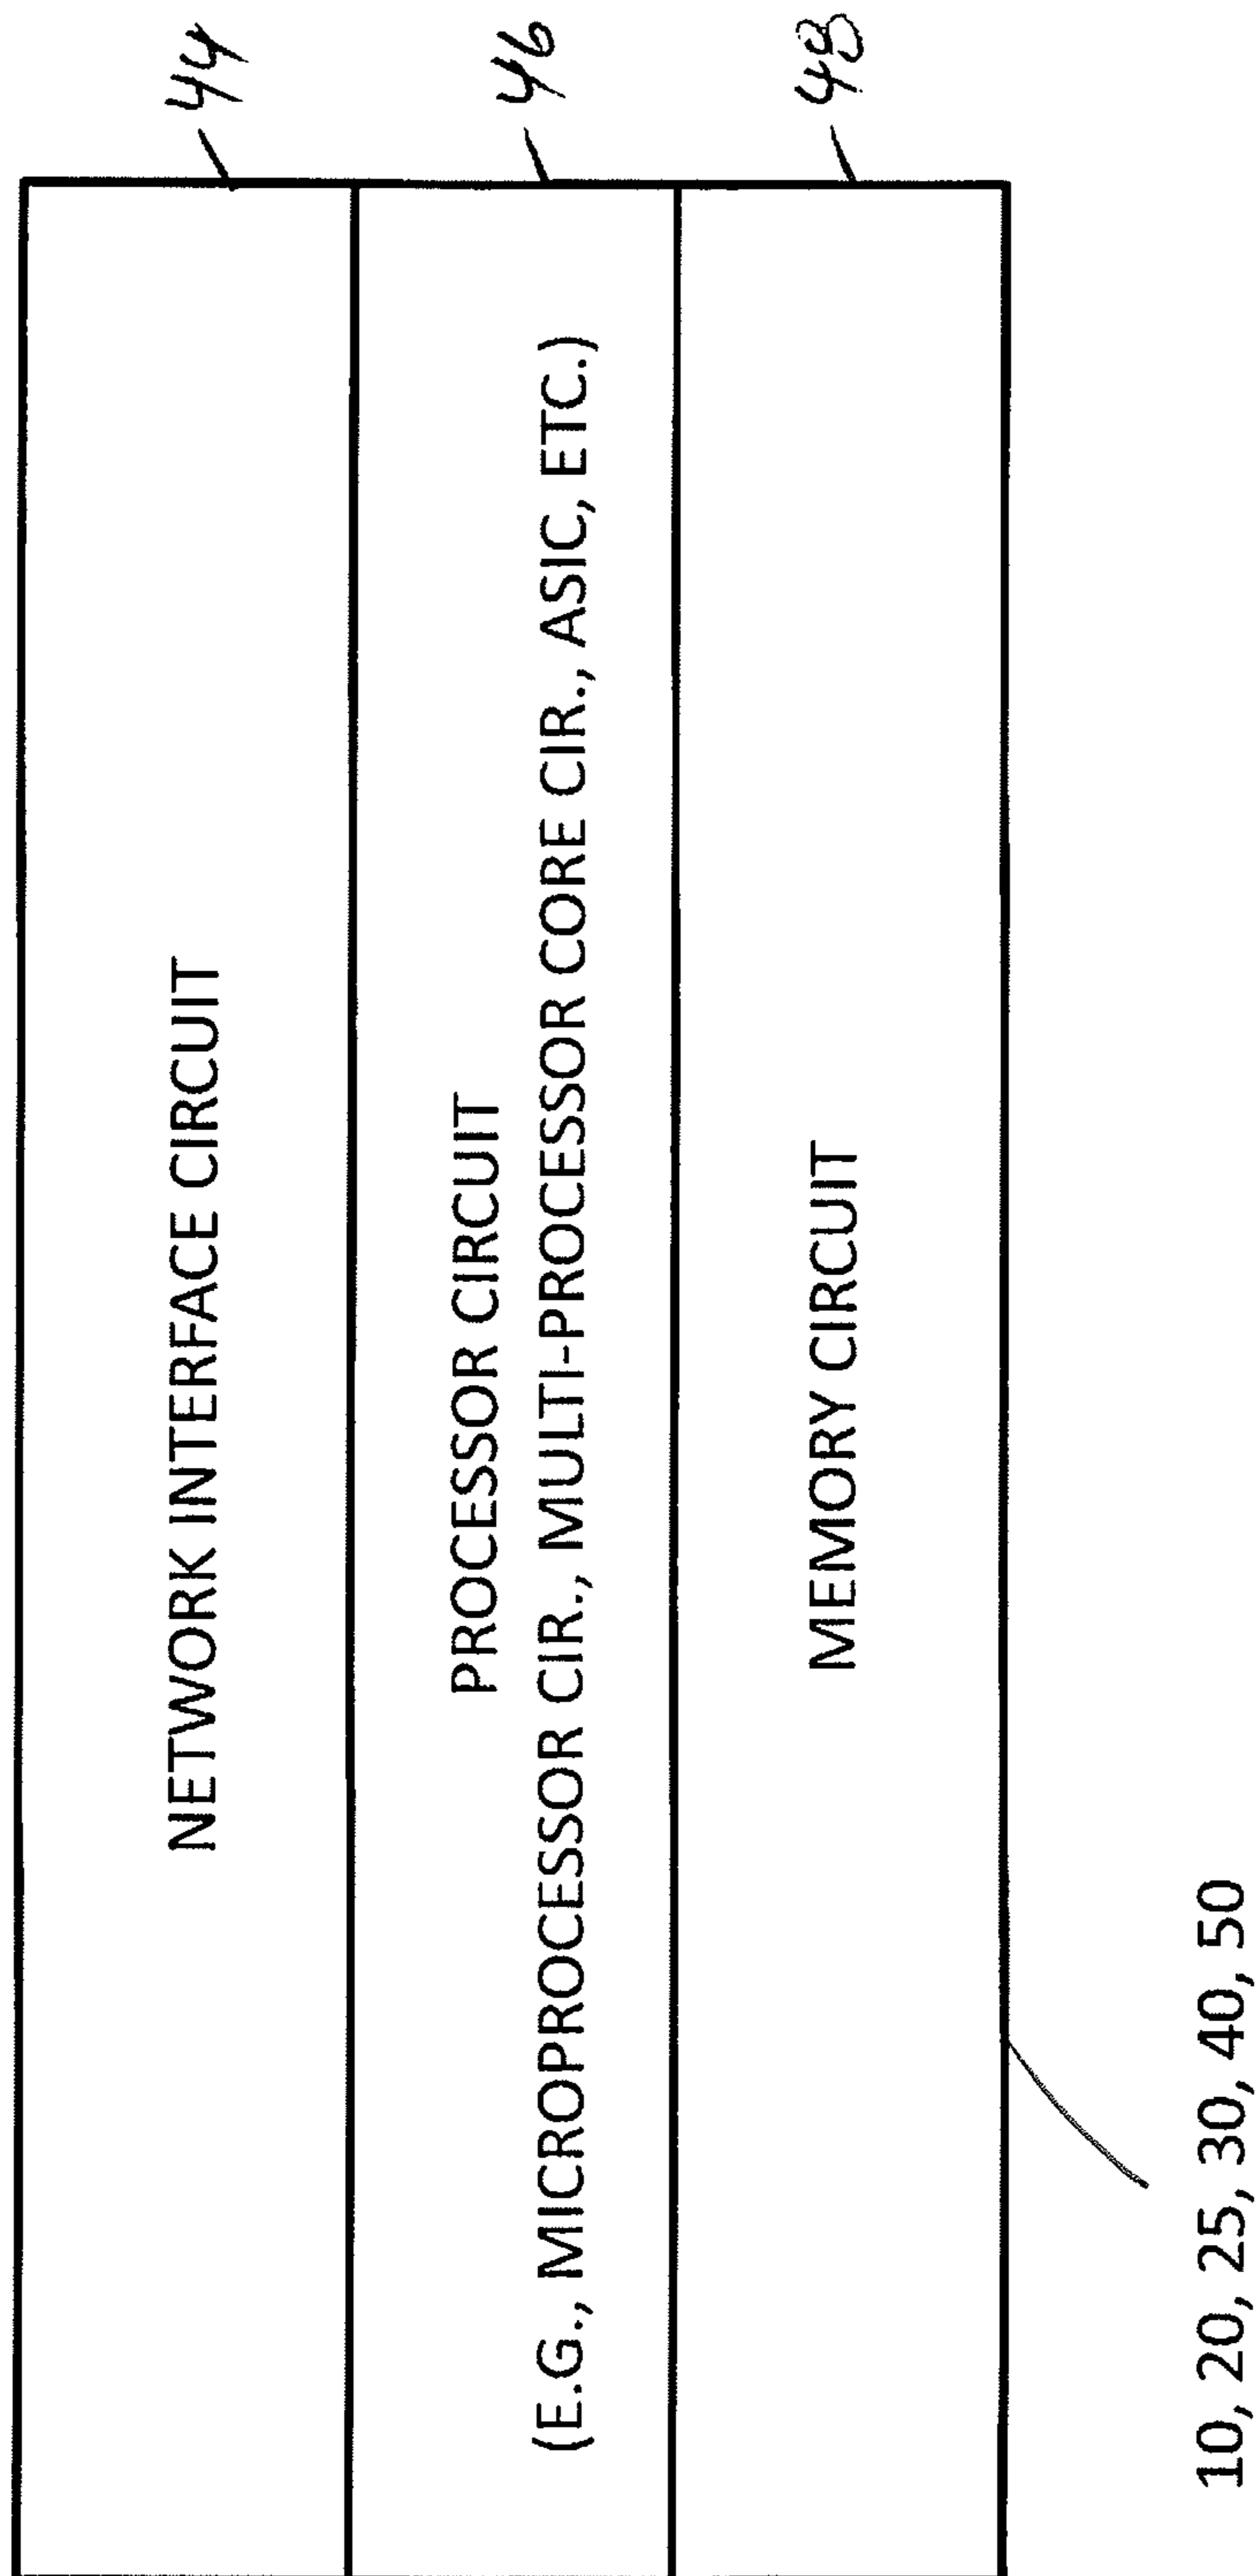 NETWORK INTERFACE CIRCUIT
44
PROCESSOR CIRCUIT
(E.G., MICROPROCESSOR CIR., MULTI-PROCESSOR CORE CIR., ASIC, ETC.)
46
MEMORY CIRCUIT
48
10, 20, 25, 30, 40, 50